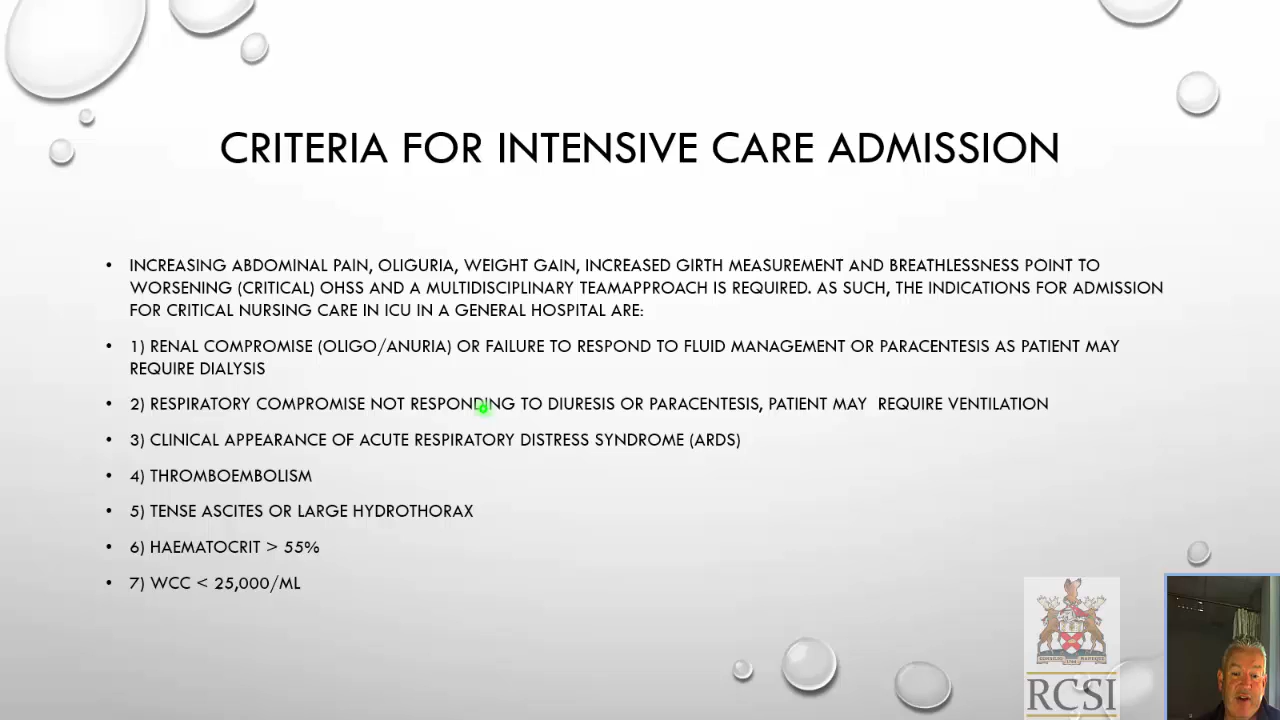 CRITERIA FOR INTENSIVE CARE ADMISSION
• INCREASING ABDOMINAL PAIN, OLIGURIA, WEIGHT GAIN, INCREASED GIRTH MEASUREMENT AND BREATHLESSNESS POINT TO
WORSENING (CRITICAL) OHSS AND A MULTIDISCIPLINARY TEAMAPPROACH IS REQUIRED. AS SUCH, THE INDICATIONS FOR ADMISSION
FOR CRITICAL NURSING CARE IN ICU IN A GENERAL HOSPITAL ARE:
• 1) RENAL COMPROMISE (OLIGO/ANURIA) OR FAILURE TO RESPOND TO FLUID MANAGEMENT OR PARACENTESIS AS PATIENT MAY
REQUIRE DIALYSIS
• 2) RESPIRATORY COMPROMISE NOT RESPONDING TO DIURESIS OR PARACENTESIS, PATIENT MAY REQUIRE VENTILATION
• 3) CLINICAL APPEARANCE OF ACUTE RESPIRATORY DISTRESS SYNDROME (ARDS)
• 4) THROMBOEMBOLISM
• 5) TENSE ASCITES OR LARGE HYDROTHORAX
• 6) HAEMATOCRIT > 55%
• 7) WCC < 25,000/ML
RCSI